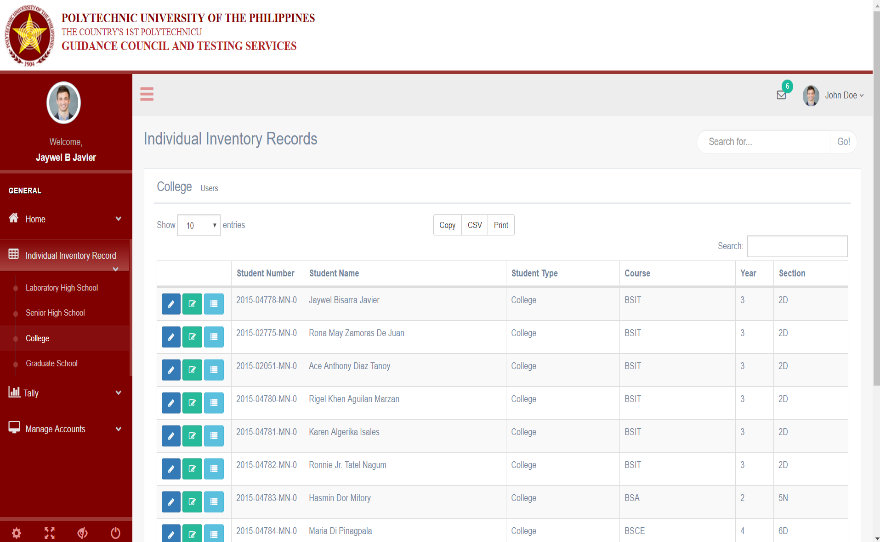 POLYTECHNIC UNIVERSITY OF THE PHILIPPINES
THE COUNTRY'S 1ST POLYTECHNICU
GUIDANCE COUNCIL AND TESTING SERVICES
1904
6
John Doe
Welcome,
Jaywel B Javier
GENERAL
Home
Individual Inventory Record
Laboratory High School
Senior High School
College
Graduate School
Tally
Manage Accounts
Individual Inventory Records
Search for...
Go!
College Users
Show 10 entries
Copy CSV Print
Search:
Student Number Student Name Student Type Course Year Section
2015-04778-MN-0 Jaywel Bisarra Javier College BSIT 3 2D
2015-02775-MN-0 Rona May Zamoras De Juan College BSIT 3 2D
2015-02051-MN-0 Ace Anthony Diaz Tanoy College BSIT 3 2D
2015-04780-MN-0 Rigel Khen Aguilan Marzan College BSIT 3 2D
2015-04781-MN-0 Karen Algerika Isales College BSIT 3 2D
2015-04782-MN-0 Ronnie Jr. Tatel Nagum College BSIT 3 2D
2015-04783-MN-0 Hasmin Dor Mitory College BSA 2 5N
2015-04784-MN-0 Maria Di Pinagpala College BSCE 4 6D